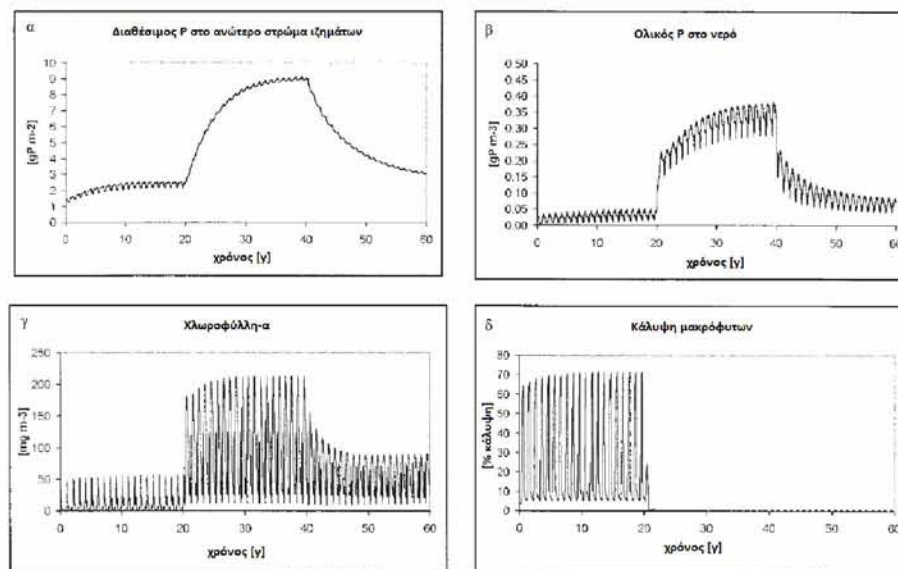 α
Διαθέσιμος P στο ανώτερο στρώμα ιζημάτων
[gP m-2]
10
9
8
7
6
5
4
3
2
1
0
0 10 20 30 40 50 60
χρόνος [y]
β
Ολικός P στο νερό
[gP m-3]
0.50
0.45
0.40
0.35
0.30
0.25
0.20
0.15
0.10
0.05
0.00
0 10 20 30 40 50 60
χρόνος [y]
γ
Χλωροφύλλη-α
[mg m-3]
250
200
150
100
50
0
0 10 20 30 40 50 60
χρόνος [y]
δ
Κάλυψη μακρόφυτων
[% κάλυψη]
80
70
60
50
40
30
20
10
0
0 10 20 30 40 50 60
χρόνος [y]